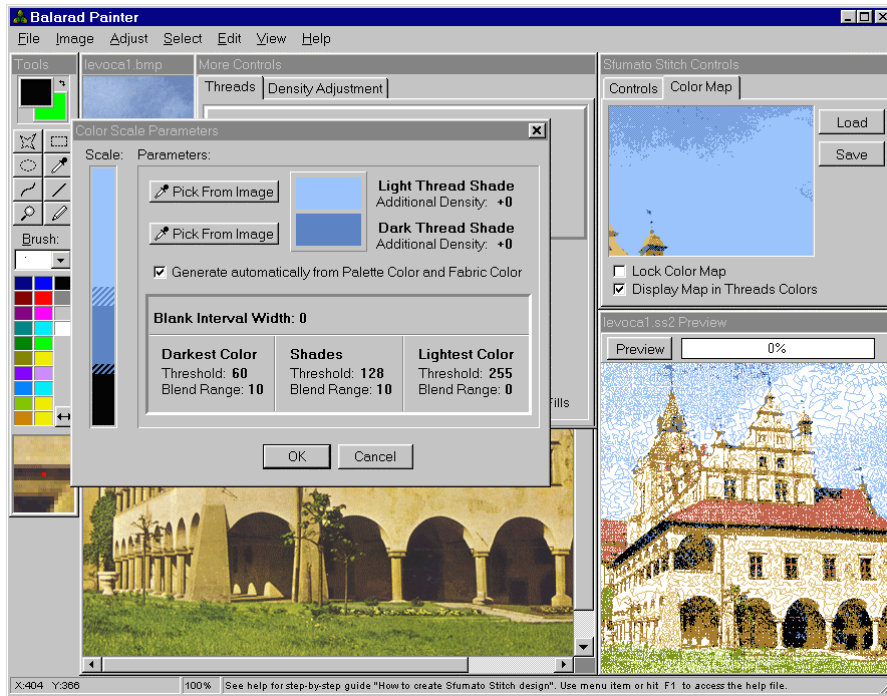 Balarad Painter
File Image Adjust Select Edit View Help
Tools
levoca1.bmp
More Controls
Threads
Density Adjustment
Sfumato Stitch Controls
Controls
Color Map
Load
Save
Color Scale Parameters
Scale:
Parameters:
Pick From Image
Light Thread Shade
Additional Density: +0
Pick From Image
Dark Thread Shade
Additional Density: +0
Generate automatically from Palette Color and Fabric Color
Blank Interval Width: 0
Darkest Color
Threshold: 60
Blend Range: 10
Shades
Threshold: 128
Blend Range: 10
Lightest Color
Threshold: 255
Blend Range: 0
OK
Cancel
Brush:
Fills
Lock Color Map
Display Map in Threads Colors
levoca1.ss2 Preview
Preview
0%
X:404 Y:366
100%
See help for step-by-step guide "How to create Sfumato Stitch design". Use menu item or hit F1 to access the help file.